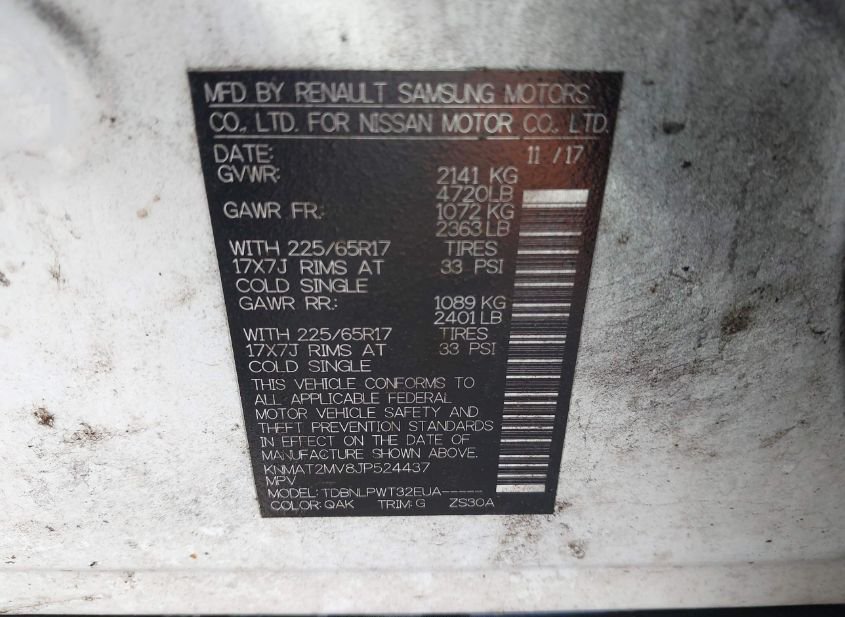 MFD BY RENAULT SAMSUNG MOTORS
CO., LTD. FOR NISSAN MOTOR CO., LTD.
DATE: 11 /17
GVWR: 2141 KG
4720LB
GAWR FR.: 1072 KG
2363LB
WITH 225/65R17 TIRES
17X7J RIMS AT 33 PSI
COLD SINGLE
GAWR RR.: 1089 KG
2401LB
WITH 225/65R17 TIRES
17X7J RIMS AT 33 PSI
COLD SINGLE
THIS VEHICLE CONFORMS TO
ALL APPLICABLE FEDERAL
MOTOR VEHICLE SAFETY AND
THEFT PREVENTION STANDARDS
IN EFFECT ON THE DATE OF
MANUFACTURE SHOWN ABOVE.
KNMAT2MV8JP524437
MPV
MODEL: TDBNLPWT32EUA-----
COLOR: QAK TRIM: G ZS30A